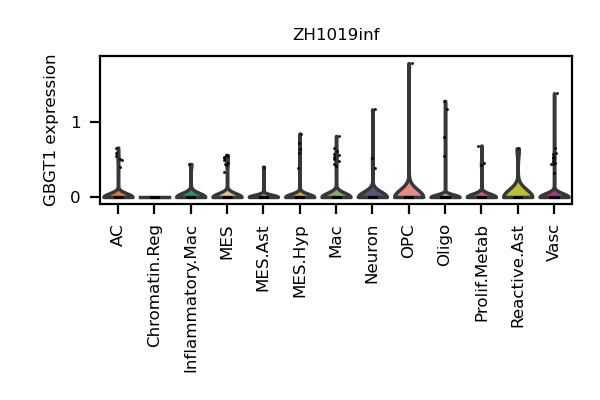 ZH1019inf
GBGT1 expression
1
0
AC
Chromatin.Reg
Inflammatory.Mac
MES
MES.Ast
MES.Hyp
Mac
Neuron
OPC
Oligo
Prolif.Metab
Reactive.Ast
Vasc